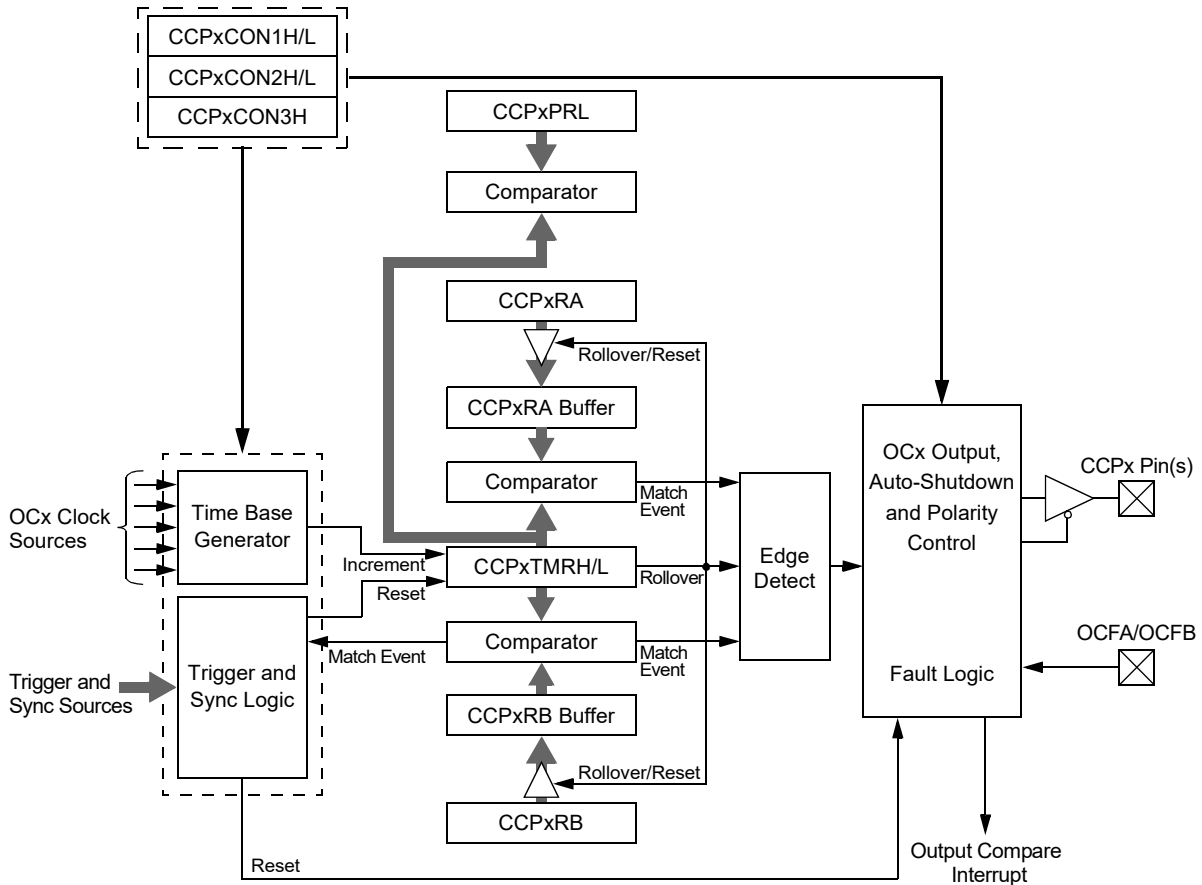 CCPxCON1H/L
CCPxCON2H/L
CCPxCON3H
CCPxPRL
Comparator
CCPxRA
Rollover/Reset
CCPxRA Buffer
Comparator
Match
Event
OCx Clock
Sources
Time Base
Generator
Increment
Reset
CCPxTMRH/L
Rollover
Edge
Detect
OCx Output,
Auto-Shutdown
and Polarity
Control
Fault Logic
CCPx Pin(s)
OCFA/OCFB
Trigger and
Sync Sources
Trigger and
Sync Logic
Match Event
Comparator
Match
Event
CCPxRB Buffer
Rollover/Reset
CCPxRB
Reset
Output Compare
Interrupt